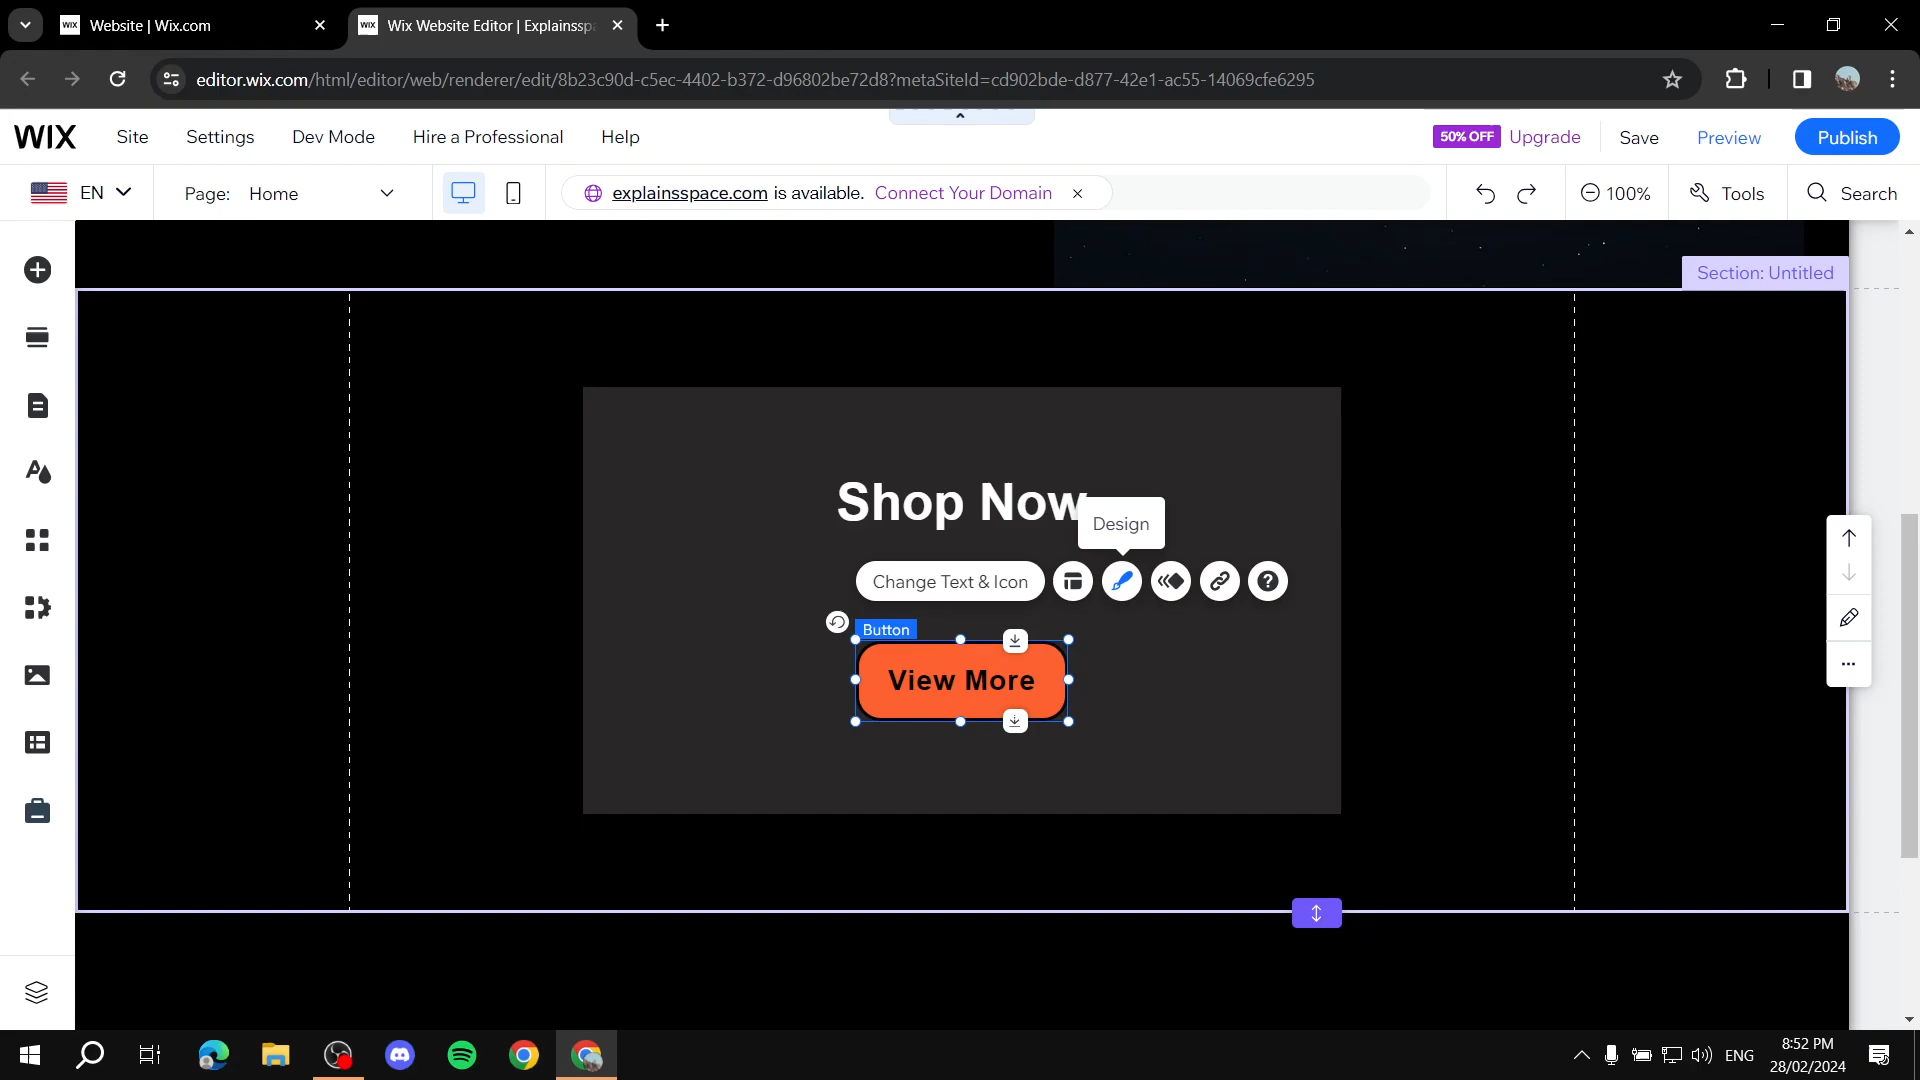 WIX Website | Wix.com
WIX Wix Website Editor | Explainssp
editor.wix.com/html/editor/web/renderer/edit/8b23c90d-c5ec-4402-b372-d96802be72d8?metaSiteId=cd902bde-d877-42e1-ac55-14069cfe6295
WIX Site Settings Dev Mode Hire a Professional Help 50% OFF Upgrade Save Preview Publish
EN Page: Home explainsspace.com is available. Connect Your Domain 100% Tools Search
Section: Untitled
Shop Now
Design
Change Text & Icon
Button
View More
ENG
8:52 PM
28/02/2024